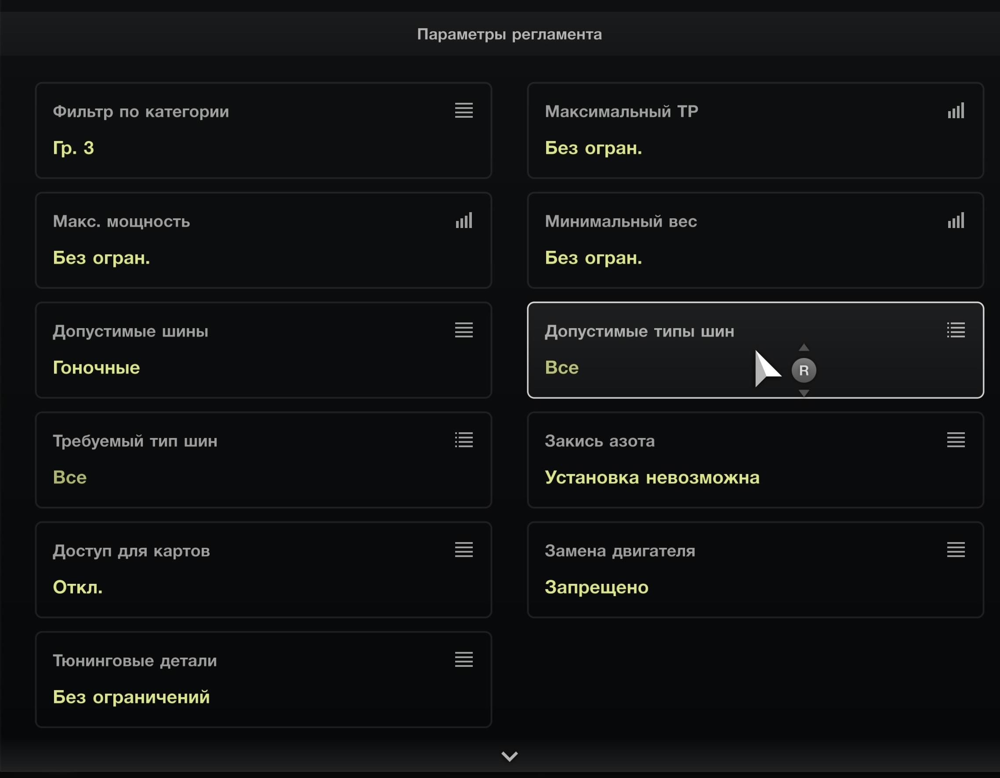 Параметры регламента
Фильтр по категории
Гр. 3
Максимальный ТР
Без огран.
Макс. мощность
Без огран.
Минимальный вес
Без огран.
Допустимые шины
Гоночные
Допустимые типы шин
Все
R
Требуемый тип шин
Все
Закись азота
Установка невозможна
Доступ для картов
Откл.
Замена двигателя
Запрещено
Тюнинговые детали
Без ограничений